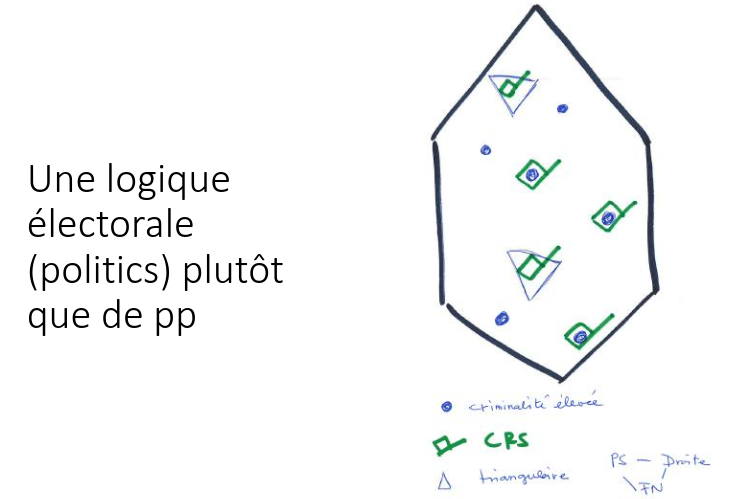 Une logique
électorale
(politics) plutôt
que de pp
criminalité élevée
CRS
triangulaire
PS — Droite
FN